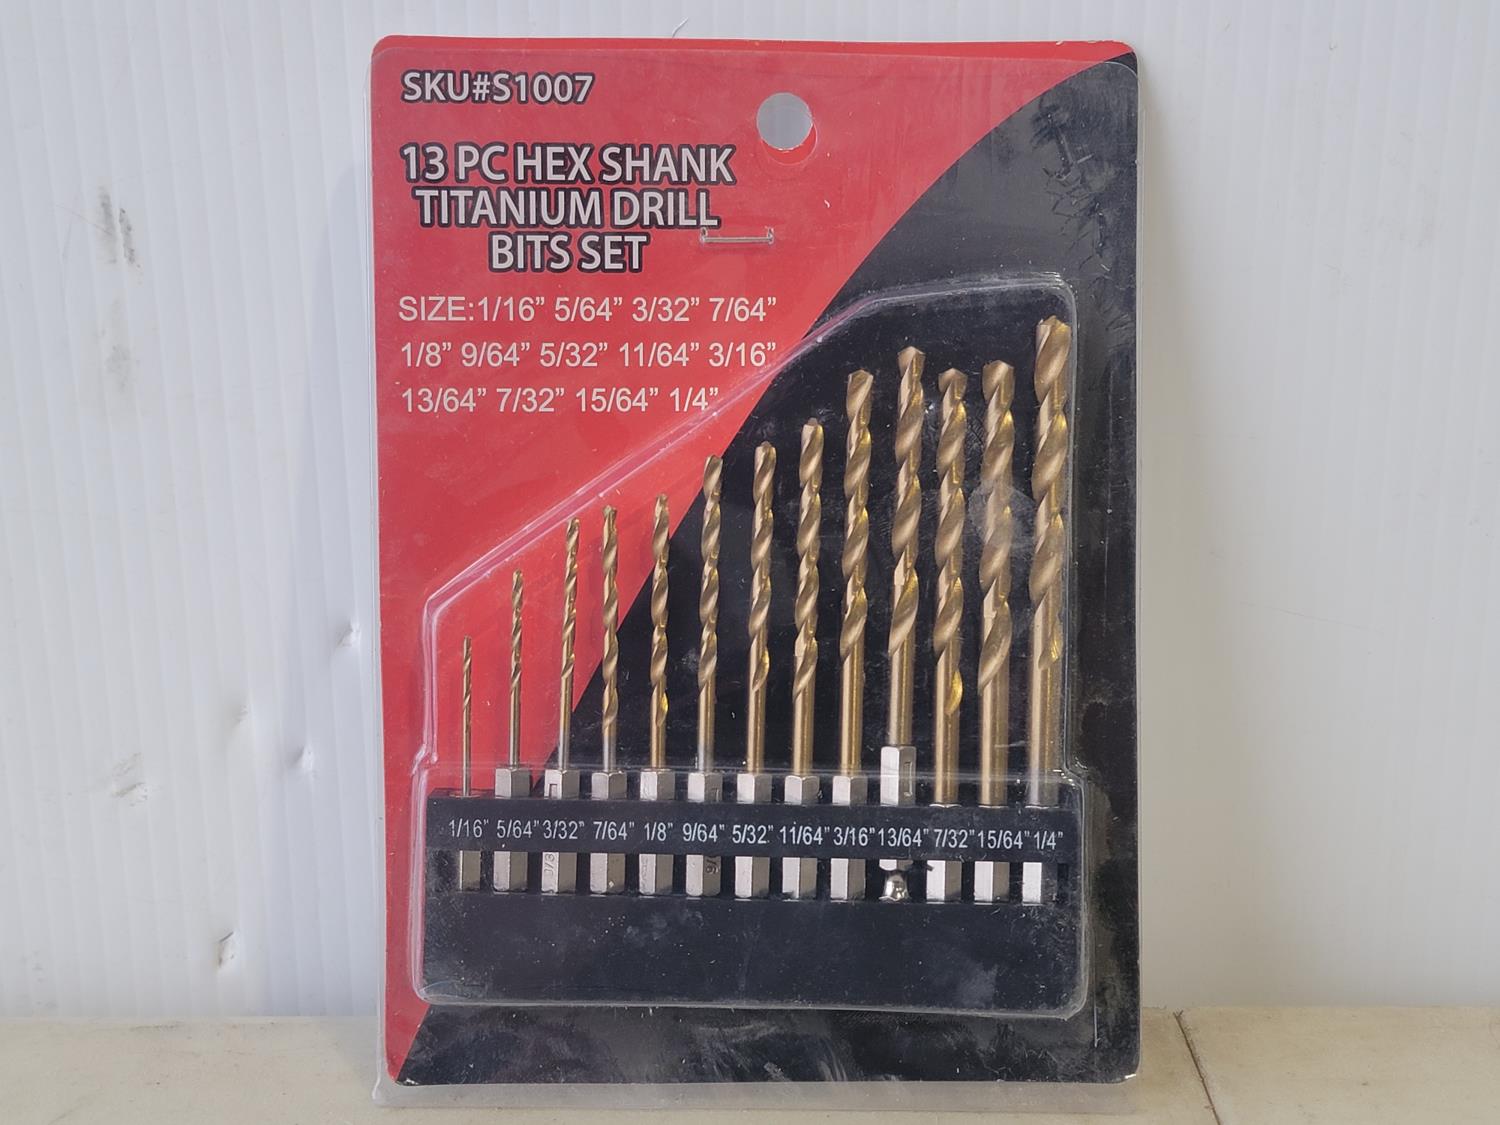 SKU#S1007
13 PC HEX SHANK
TITANIUM DRILL
BITS SET
SIZE:1/16” 5/64” 3/32” 7/64”
1/8” 9/64” 5/32” 11/64” 3/16”
13/64” 7/32” 15/64” 1/4”
1/16” 5/64” 3/32” 7/64” 1/8” 9/64” 5/32” 11/64” 3/16” 13/64” 7/32” 15/64” 1/4”